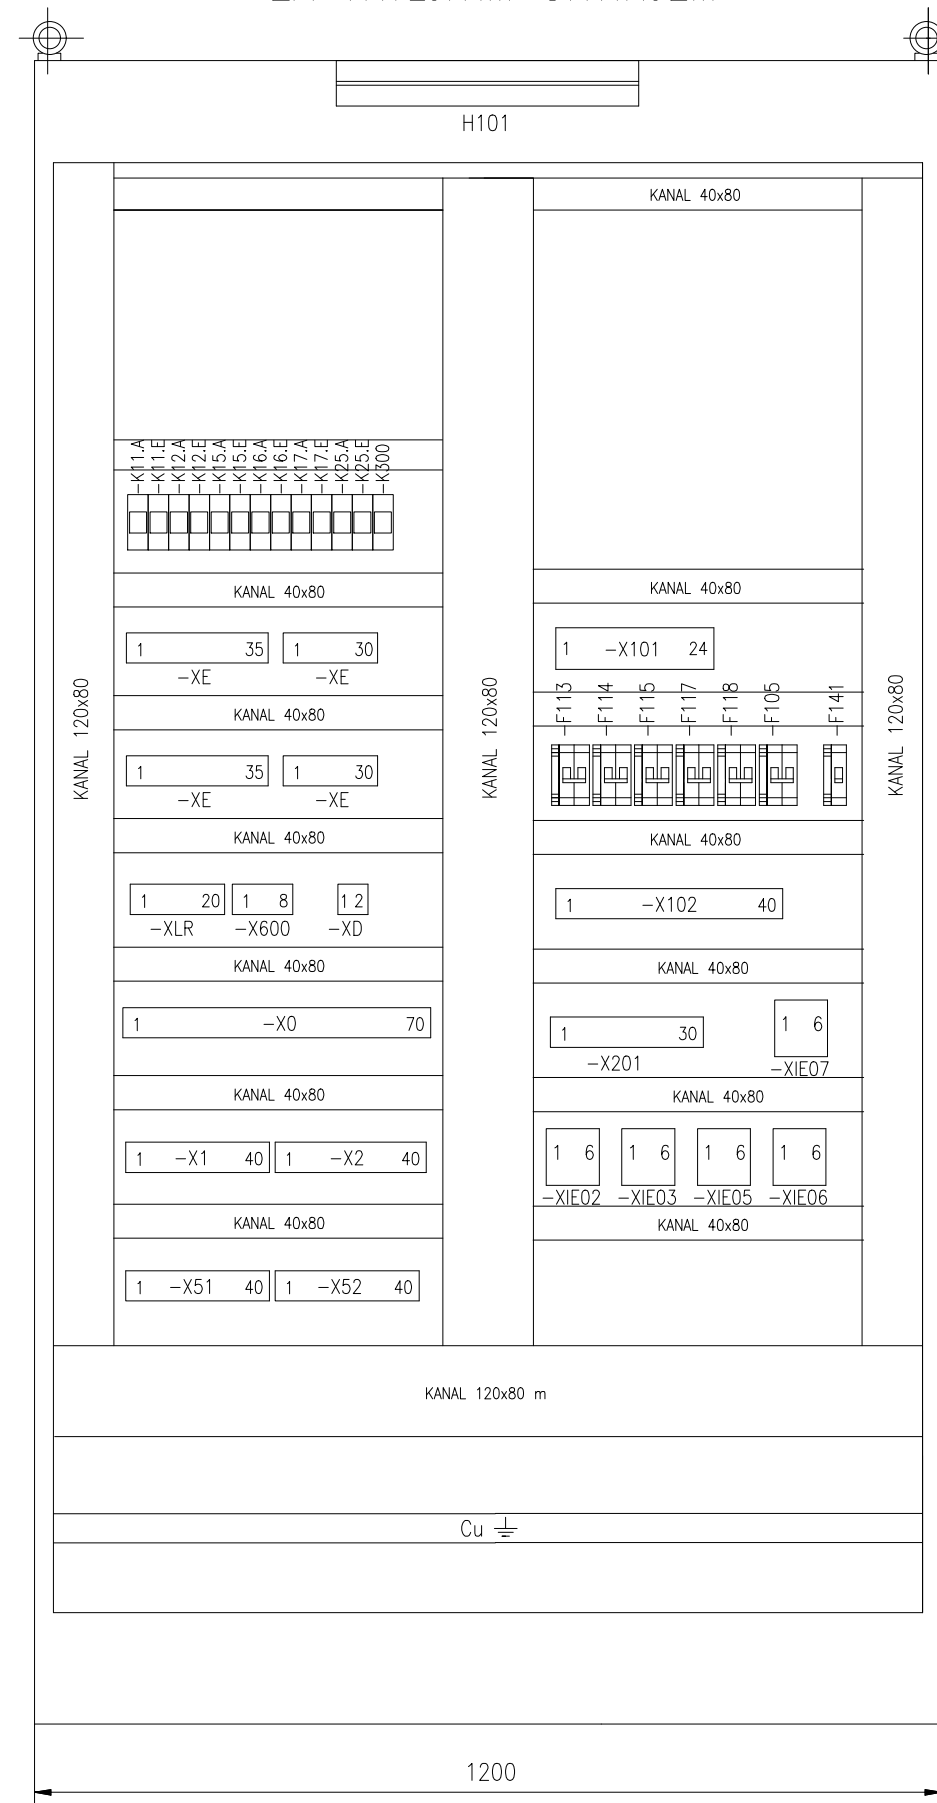 H101
KANAL 40x80
-K11.A
-K11.E
-K12.A
-K12.E
-K15.A
-K15.E
-K16.A
-K16.E
-K17.A
-K17.E
-K25.A
-K25.E
-K300
KANAL 40x80
KANAL 40x80
1 35 1 30
-XE -XE
1 -X101 24
KANAL 120x80
KANAL 120x80
KANAL 120x80
KANAL 40x80
-F113
-F114
-F115
-F117
-F118
-F105
-F141
1 35 1 30
-XE -XE
KANAL 40x80
KANAL 40x80
1 20 1 8 1 2
-XLR -X600 -XD
1 -X102 40
KANAL 40x80
KANAL 40x80
1 -X0 70
1 30
-X201
1 6
-XIE07
KANAL 40x80
KANAL 40x80
1 -X1 40 1 -X2 40
1 6 1 6 1 6 1 6
-XIE02 -XIE03 -XIE05 -XIE06
KANAL 40x80
KANAL 40x80
1 -X51 40 1 -X52 40
KANAL 120x80 m
Cu
1200